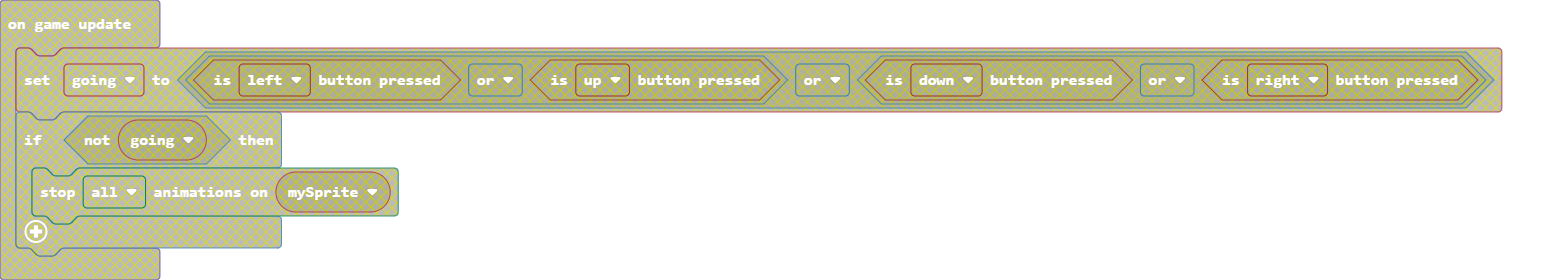 on game update
set going to is left button pressed or is up button pressed or is down button pressed or is right button pressed
if not going then
stop all animations on mySprite